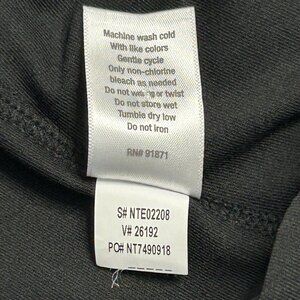 Machine wash cold
With like colors
Gentle cycle
Only non-chlorine
bleach as needed
Do not wring or twist
Do not store wet
Tumble dry low
Do not iron
RN# 91871
S# NTE02208
V# 26192
PO# NT7490918